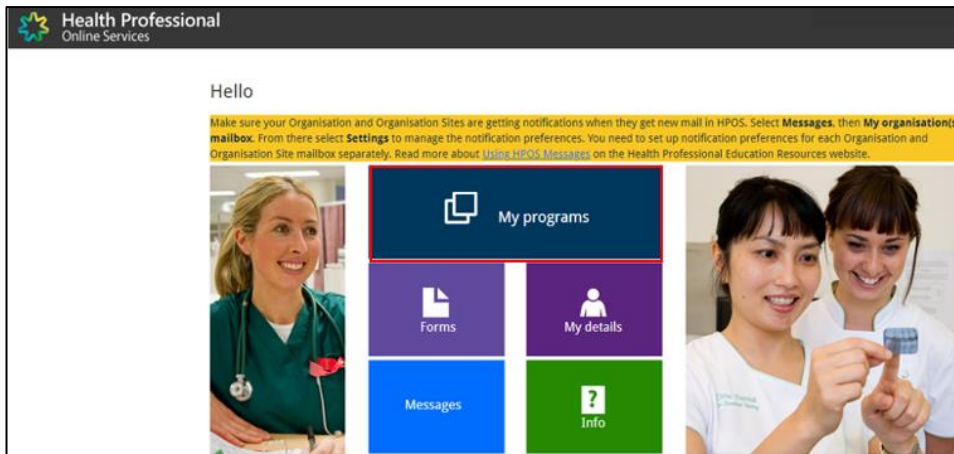 Health Professional
Online Services
Hello
Make sure your Organisation and Organisation Sites are getting notifications when they get new mail in HPOS. Select Messages, then My organisation(s
mailbox. From there select Settings to manage the notification preferences. You need to set up notification preferences for each Organisation and
Organisation Site mailbox separately. Read more about Using HPOS Messages on the Health Professional Education Resources website.
My programs
Forms
My details
Messages
Info